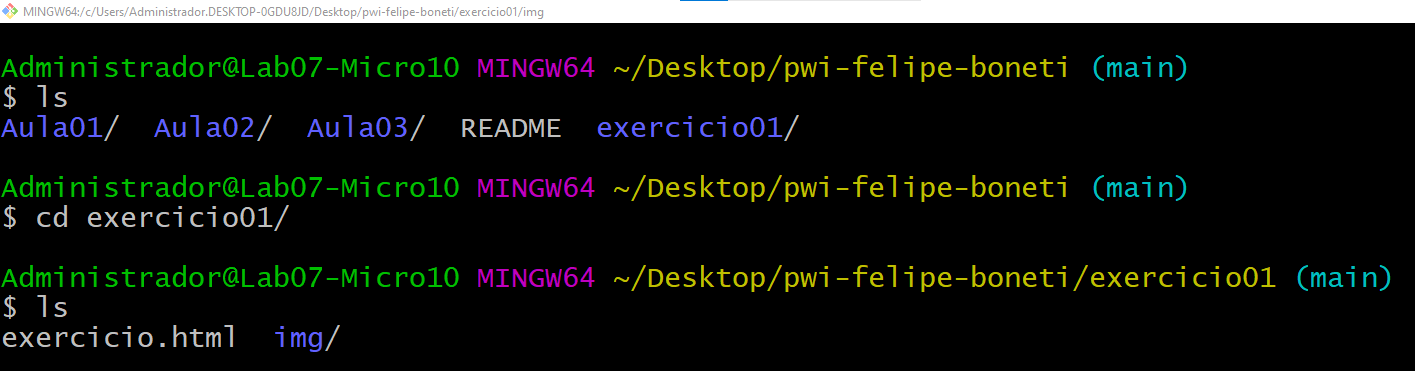 MINGW64:/c/Users/Administrador.DESKTOP-0GDU8JD/Desktop/pwi-felipe-boneti/exercicio01/img
Administrador@Lab07-Micro10 MINGW64 ~/Desktop/pwi-felipe-boneti (main)
$ ls
Aula01/  Aula02/  Aula03/  README  exercicio01/
Administrador@Lab07-Micro10 MINGW64 ~/Desktop/pwi-felipe-boneti (main)
$ cd exercicio01/
Administrador@Lab07-Micro10 MINGW64 ~/Desktop/pwi-felipe-boneti/exercicio01 (main)
$ ls
exercicio.html  img/